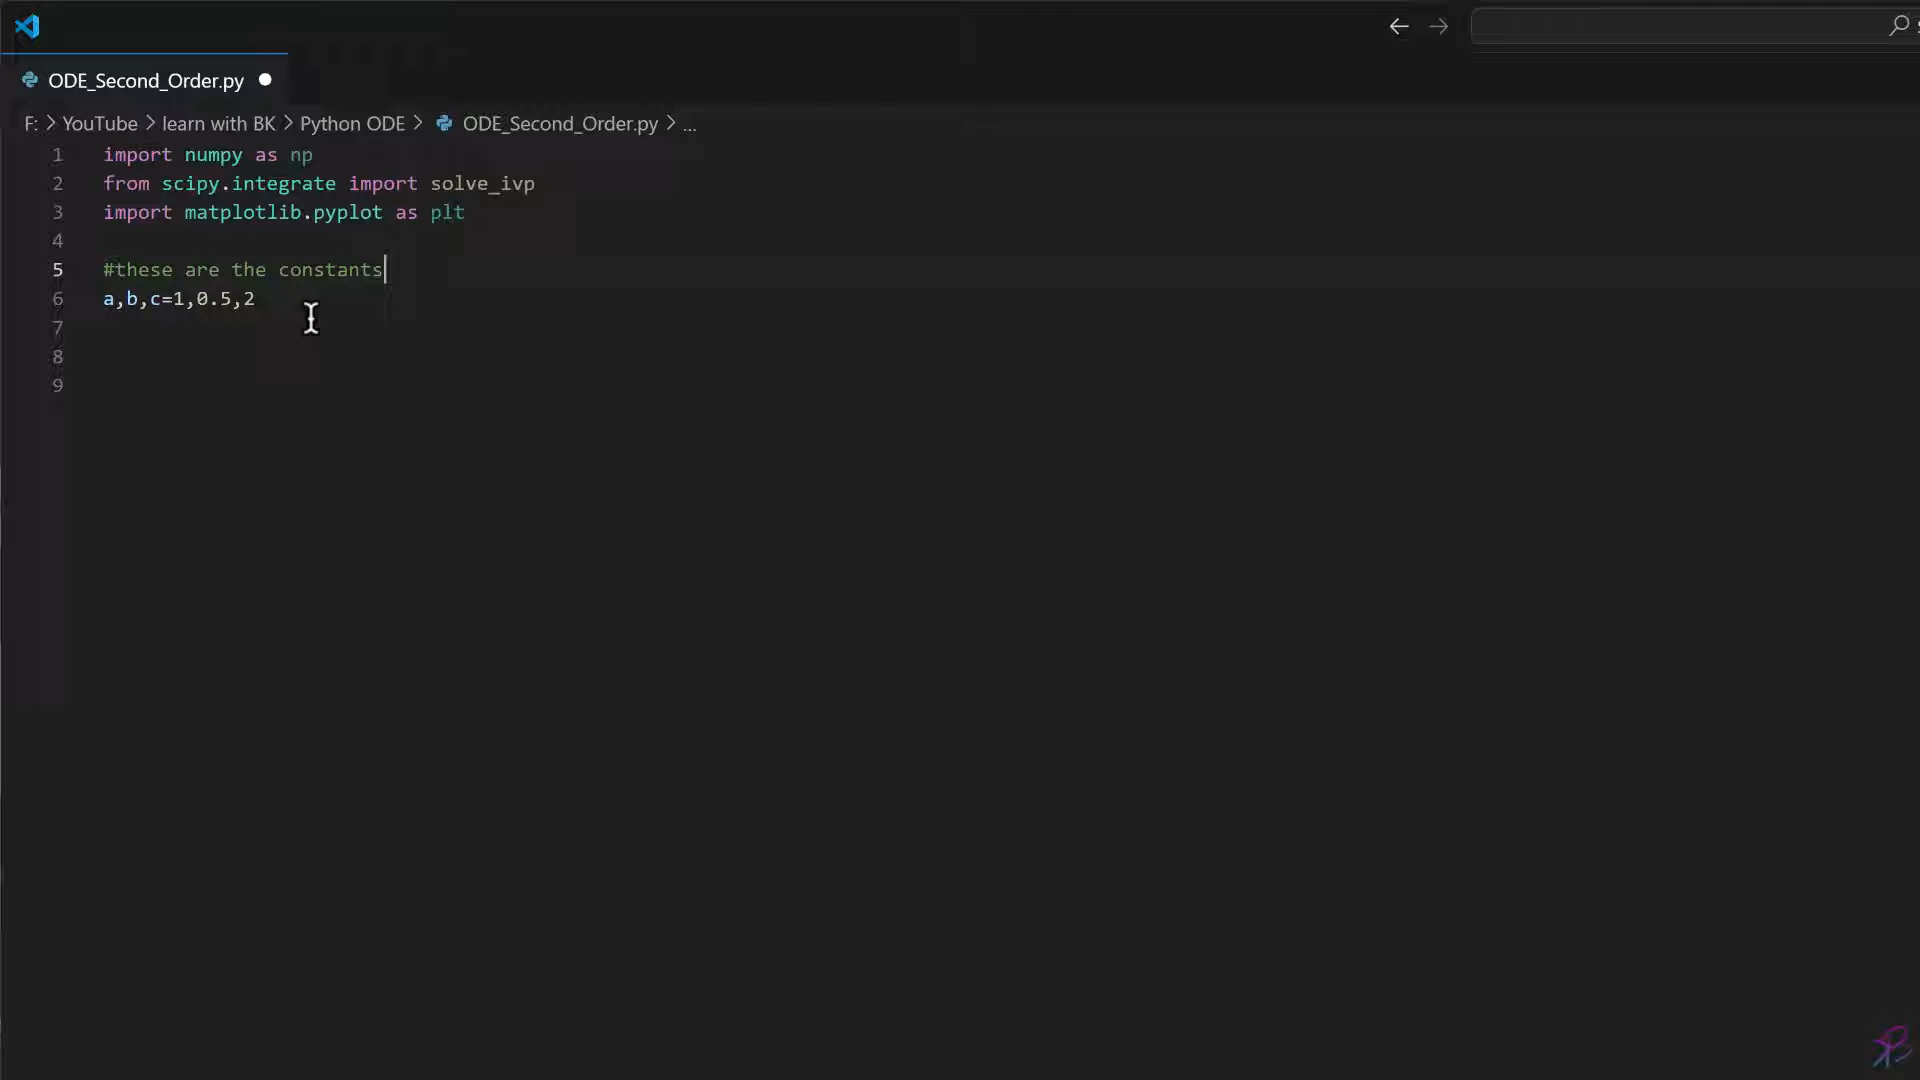 ODE_Second_Order.py
F: > YouTube > learn with BK > Python ODE > ODE_Second_Order.py > ...
1 import numpy as np
2 from scipy.integrate import solve_ivp
3 import matplotlib.pyplot as plt
4
5 #these are the constants
6 a,b,c=1,0.5,2
7
8
9